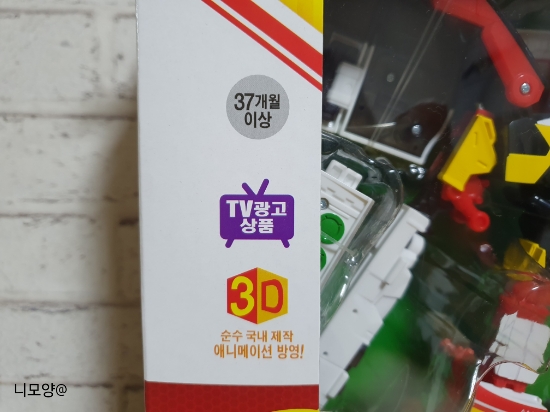 37개월
이상
TV광고
상품
3D
순수 국내 제작
애니메이션 방영!
니모양@